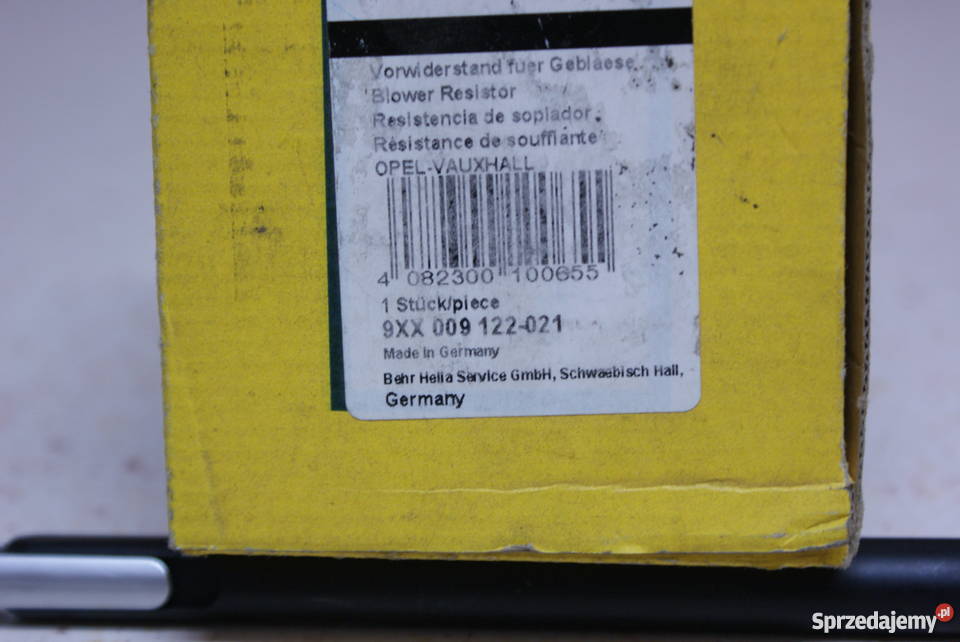 Vorwiderstand fuer Geblaese
Blower Resistor
Resistencia de soplador
Résistance de soufflante
OPEL-VAUXHALL
4 082300 100655
1 Stück/piece
9XX 009 122-021
Made in Germany
Behr Hella Service GmbH, Schwaebisch Hall,
Germany
Sprzedajemy.pl